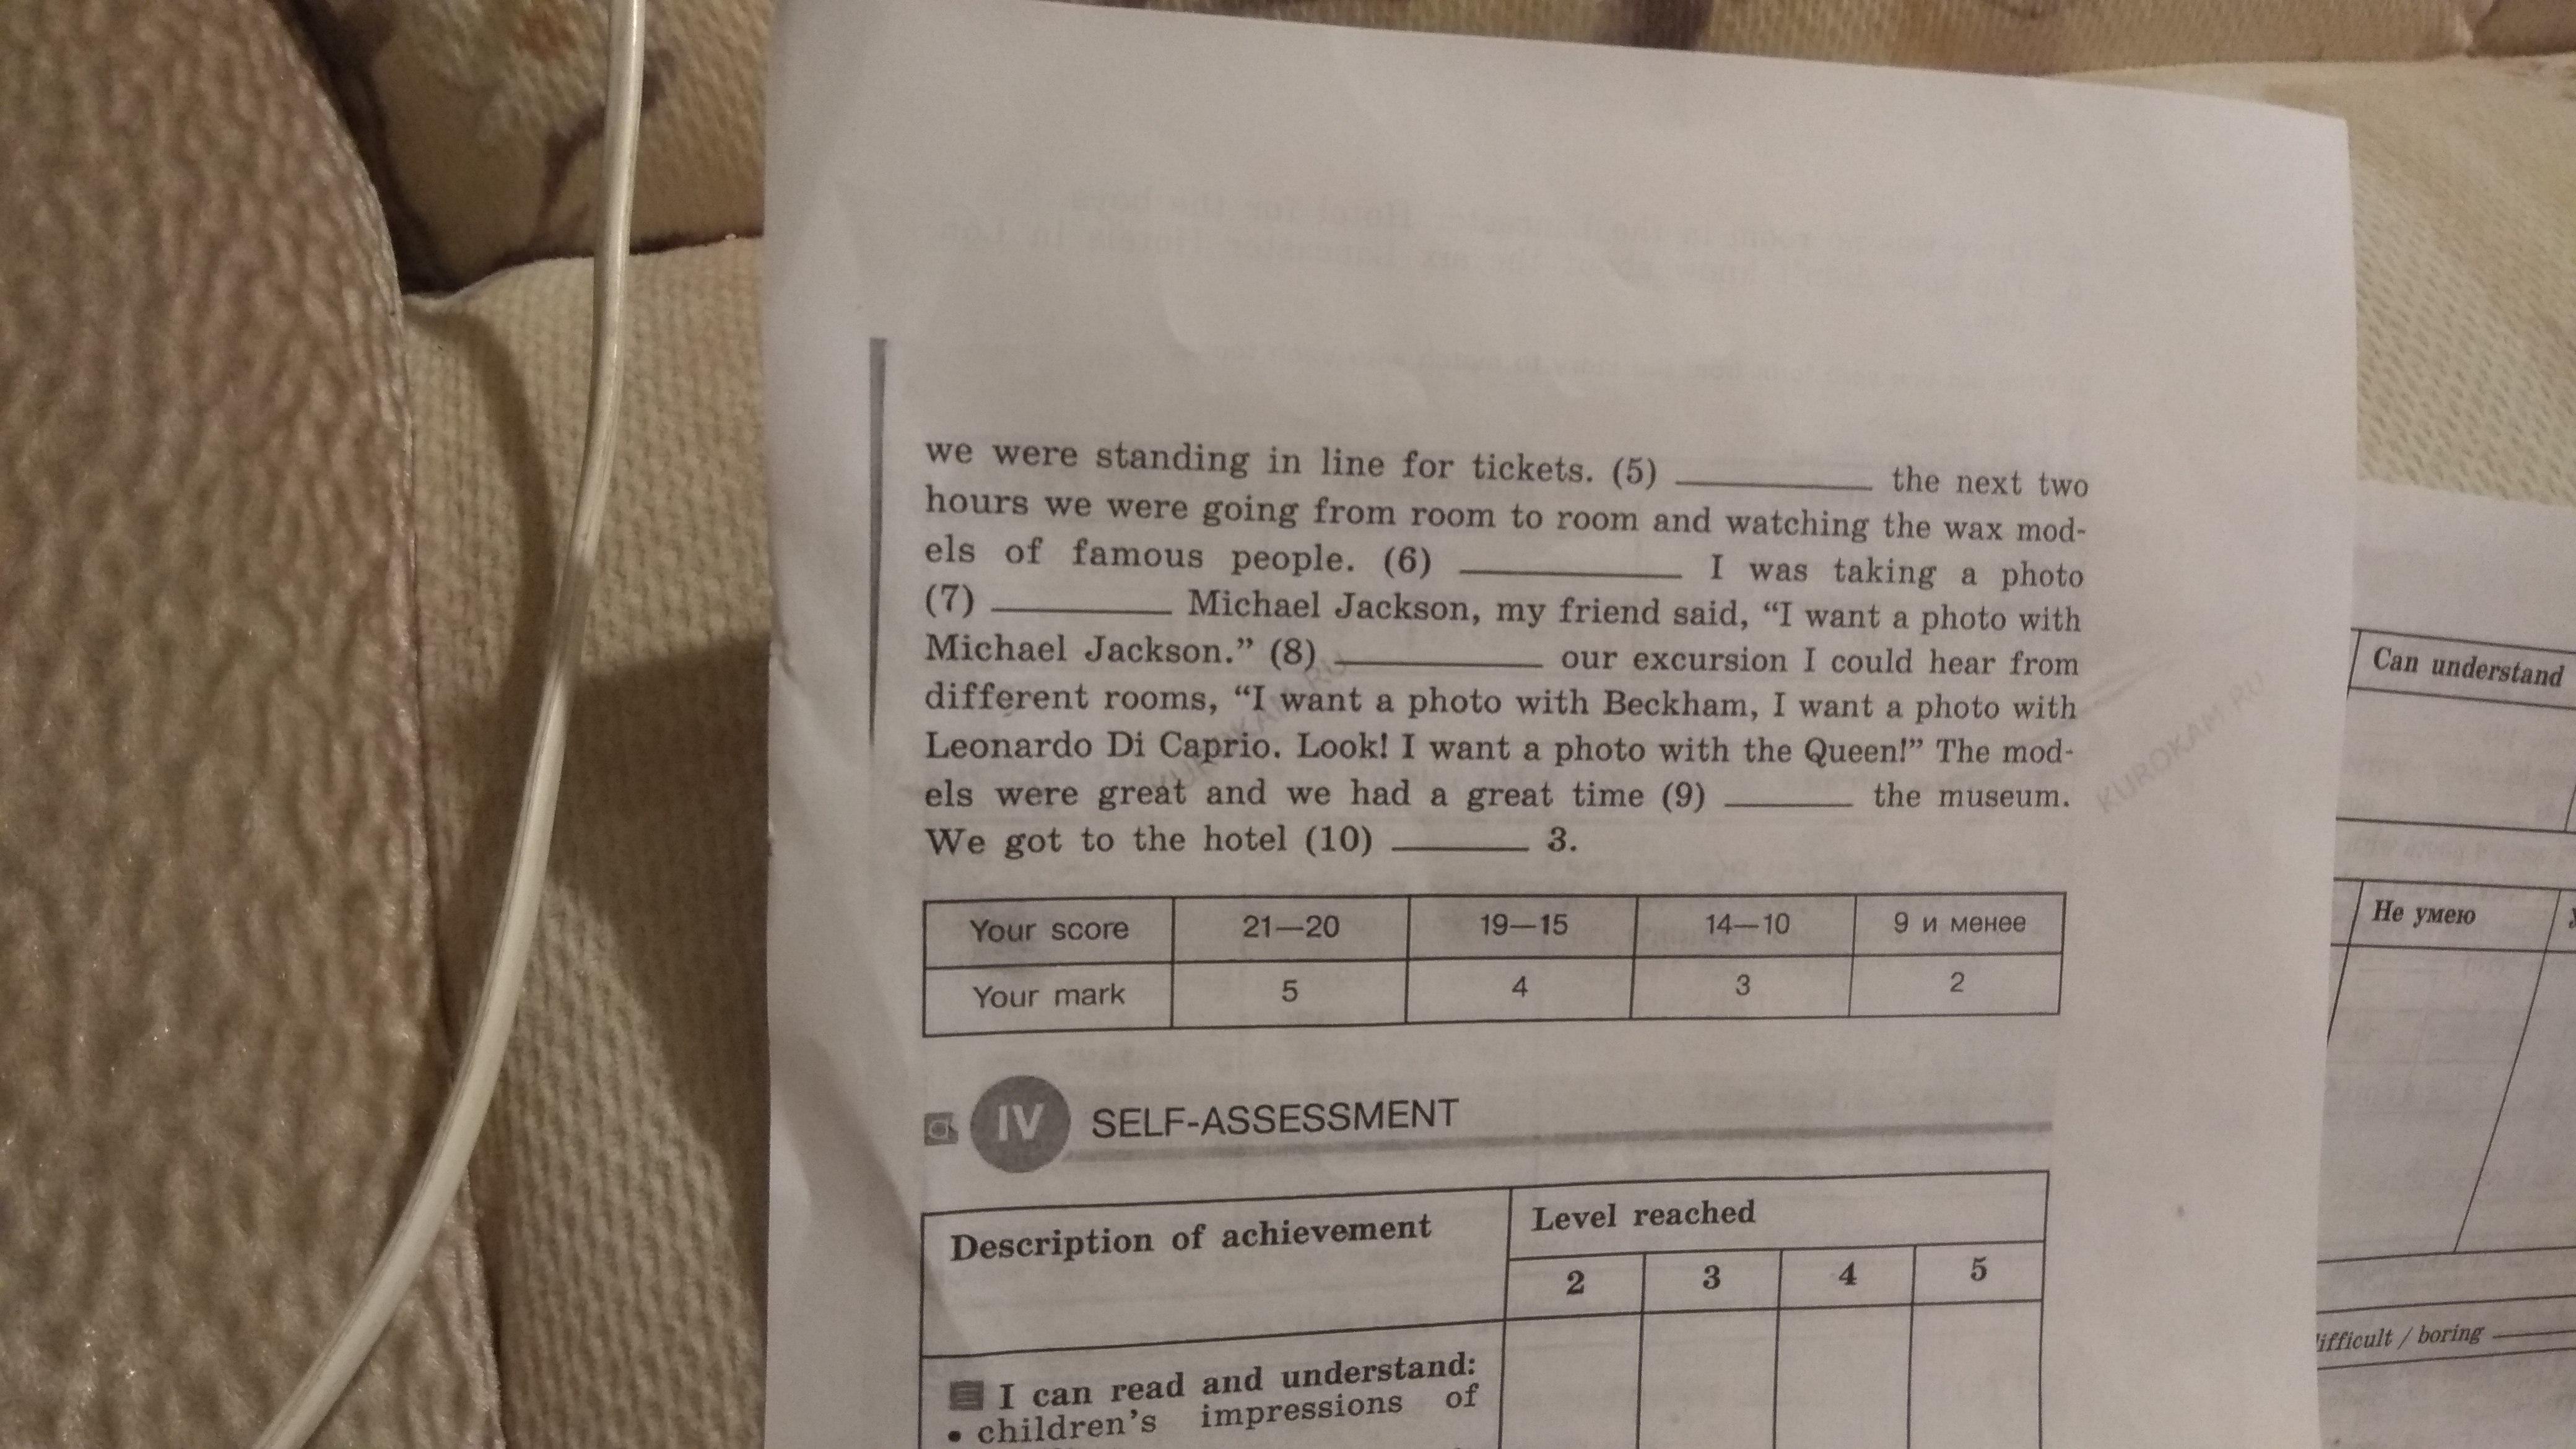 we were standing in line for tickets. (5) ________ the next two
hours we were going from room to room and watching the wax mod-
els of famous people. (6) ________ I was taking a photo
(7) ________ Michael Jackson, my friend said, “I want a photo with
Michael Jackson.” (8) ________ our excursion I could hear from
different rooms, “I want a photo with Beckham, I want a photo with
Leonardo Di Caprio. Look! I want a photo with the Queen!” The mod-
els were great and we had a great time (9) ________ the museum.
We got to the hotel (10) ________ 3.
Your score 21—20 19—15 14—10 9 и менее
Your mark 5 4 3 2
IV SELF-ASSESSMENT
Description of achievement
Level reached
2 3 4 5
I can read and understand:
• children’s impressions of
Can understand
KUROKAM.RU
Не умею
difficult / boring